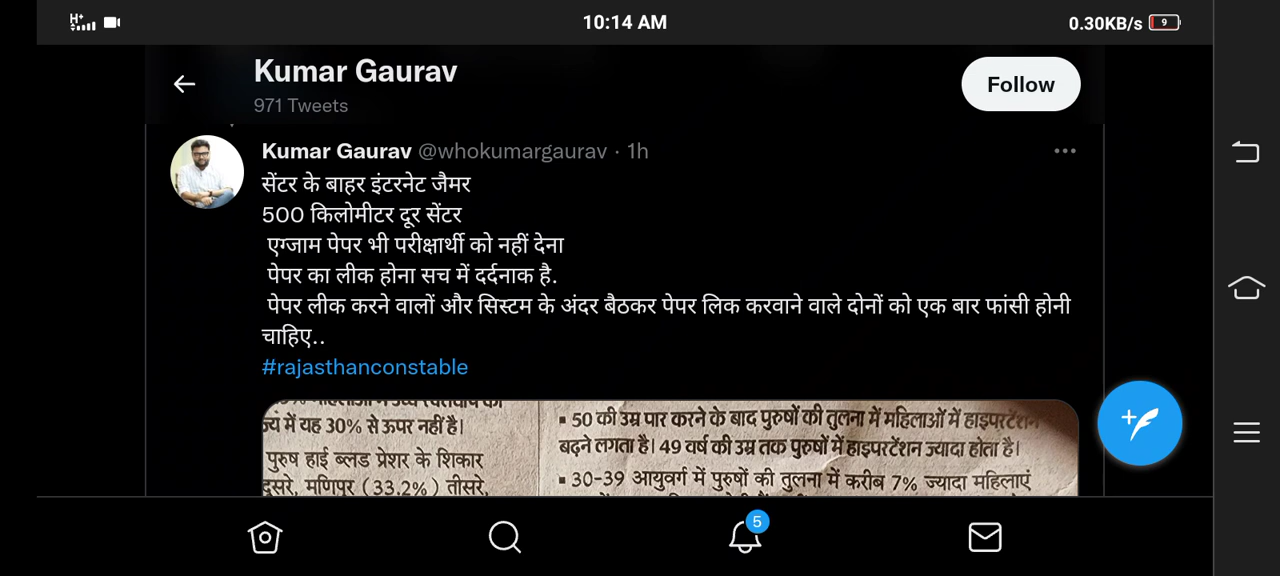 H+
10:14 AM
0.30KB/s
9
Kumar Gaurav
971 Tweets
Follow
Kumar Gaurav @whokumargaurav · 1h
सेंटर के बाहर इंटरनेट जैमर
500 किलोमीटर दूर सेंटर
एग्जाम पेपर भी परीक्षार्थी को नहीं देना
पेपर का लीक होना सच में दर्दनाक है.
पेपर लीक करने वालों और सिस्टम के अंदर बैठकर पेपर लिक करवाने वाले दोनों को एक बार फांसी होनी
चाहिए..
#rajasthanconstable
ज्य में यह 30% से ऊपर नहीं है।
पुरुष हाई ब्लड प्रेशर के शिकार
दूसरे, मणिपुर (33.2%) तीसरे,
▪ 50 की उम्र पार करने के बाद पुरुषों की तुलना में महिलाओं में हाइपरटेंशन
बढ़ने लगता है। 49 वर्ष की उम्र तक पुरुषों में हाइपरटेंशन ज्यादा होता है।
▪ 30-39 आयुवर्ग में पुरुषों की तुलना में करीब 7% ज्यादा महिलाएं
5